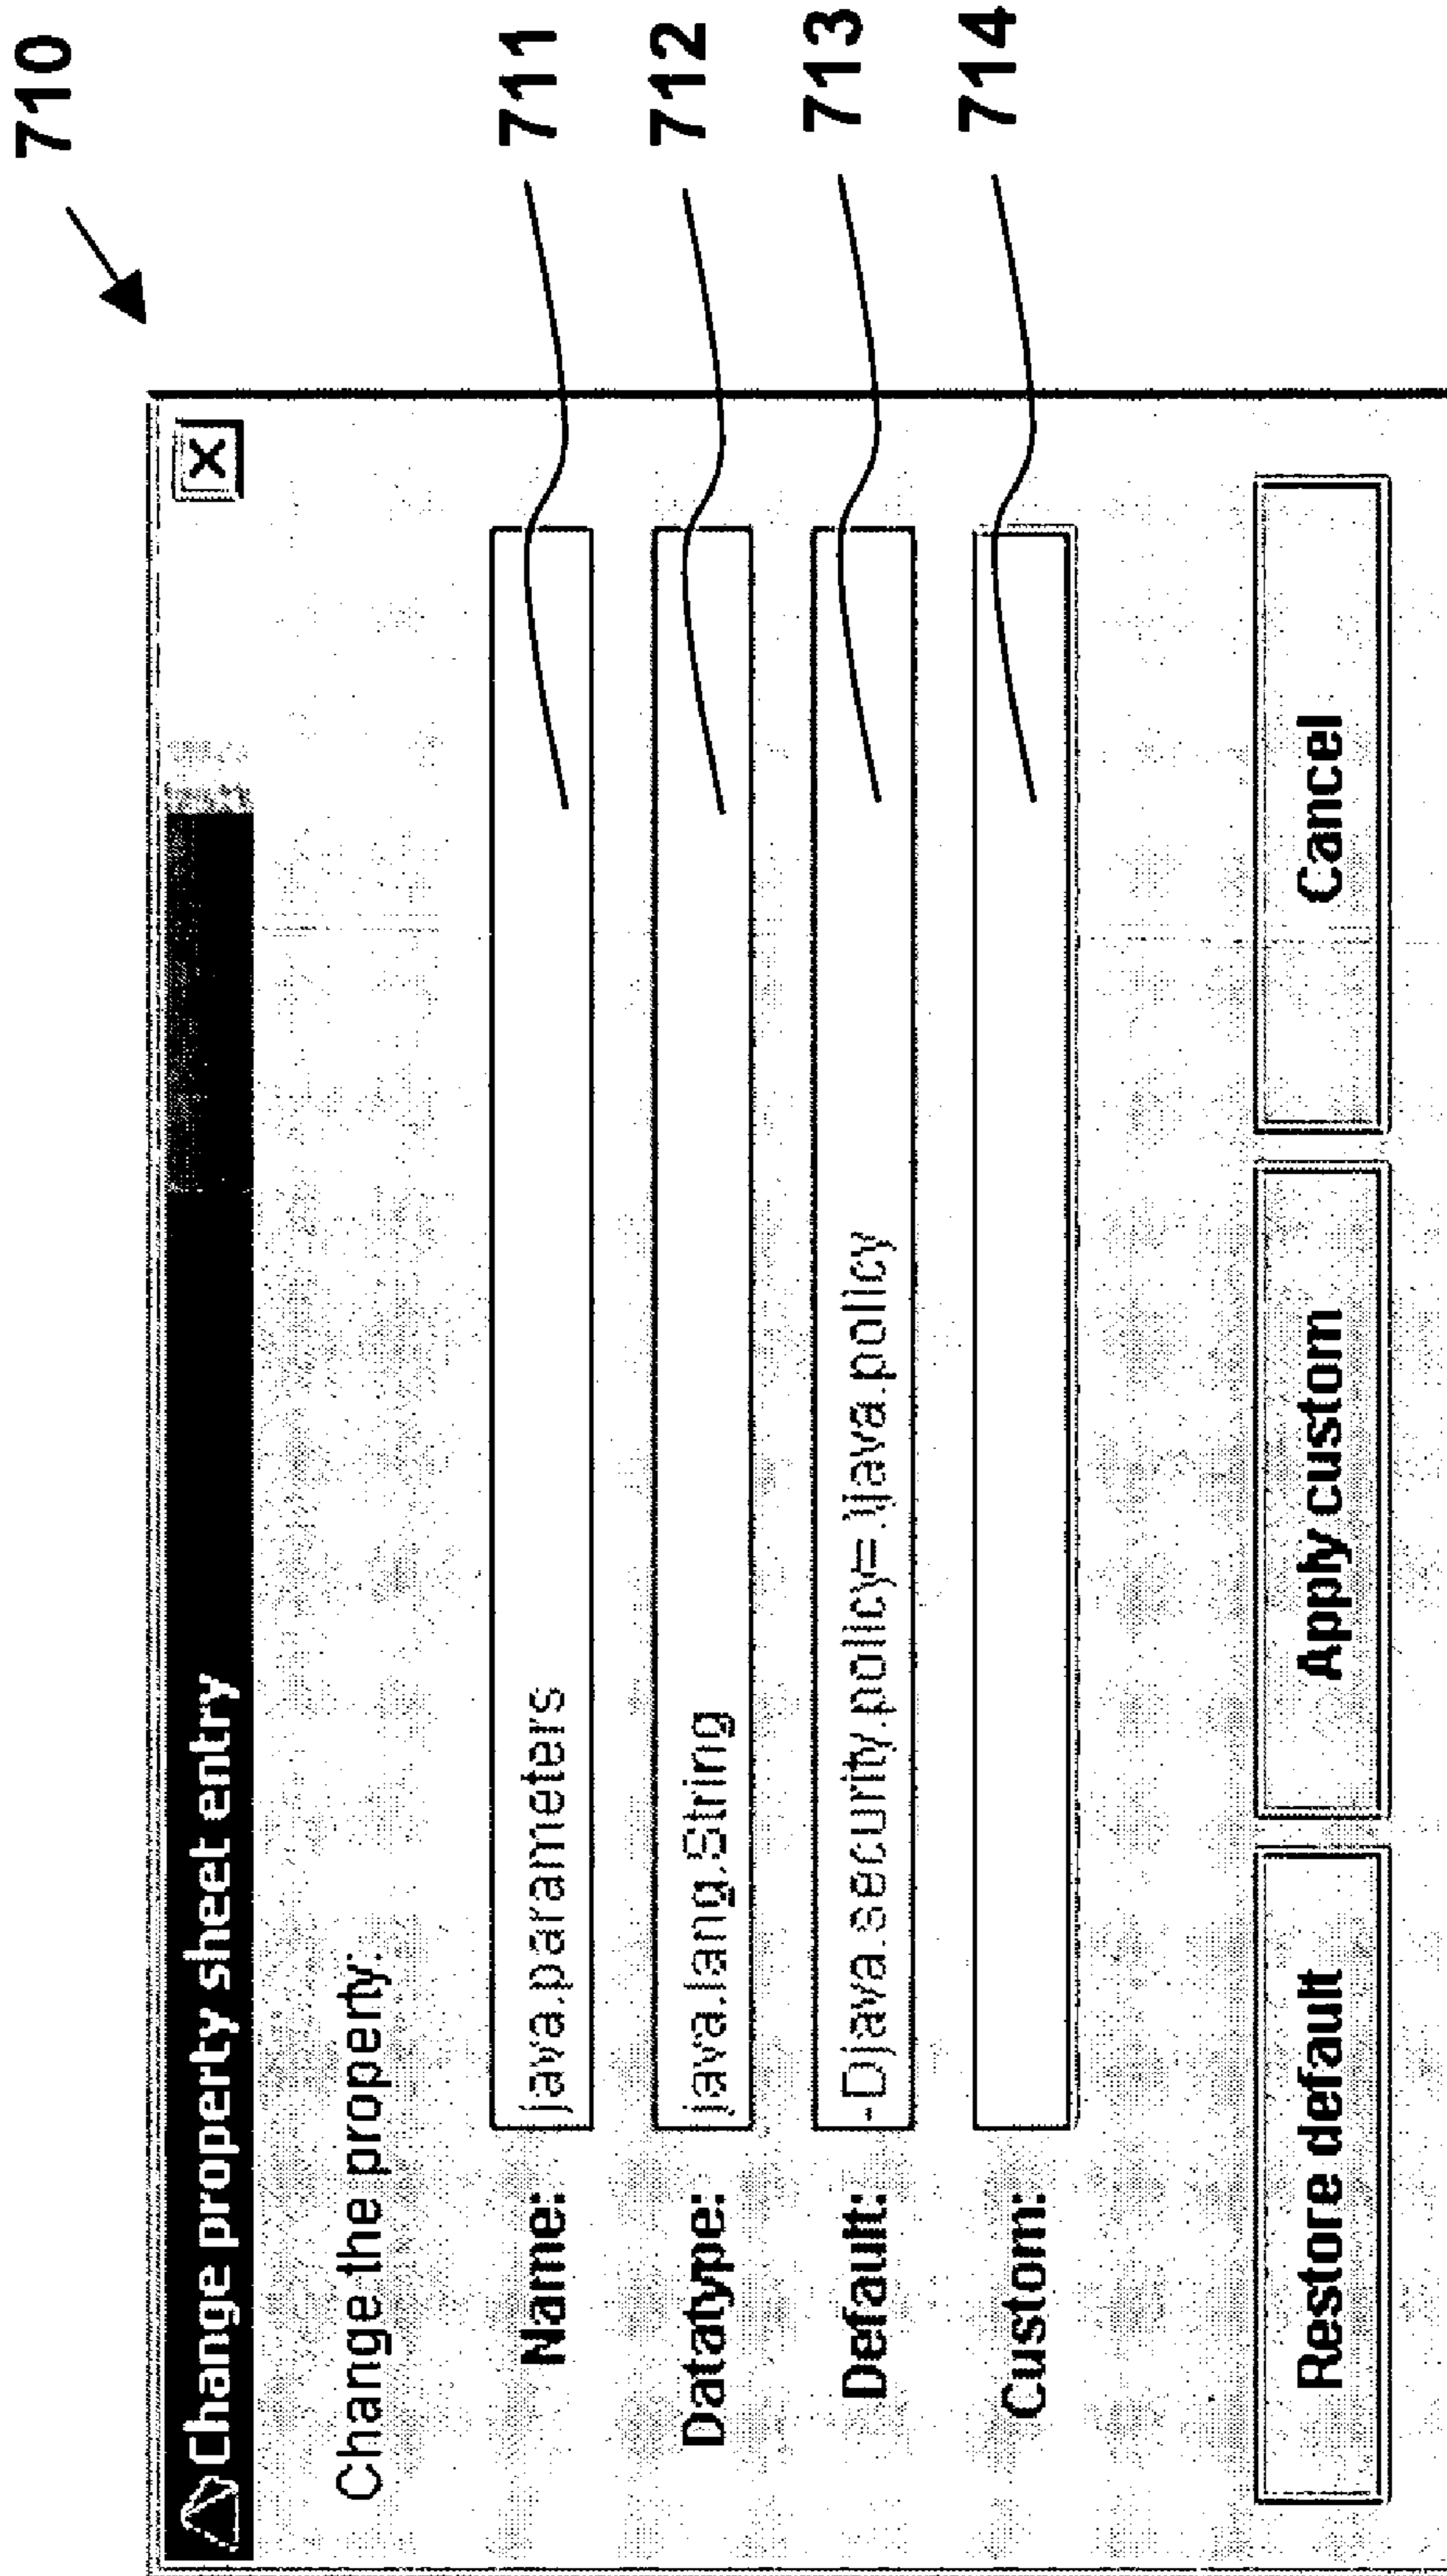 710
Change property sheet entry
Change the property:
Name: java.parameters 711
Datatype: java.lang.String 712
Default: -Djava.security.policy=.\java.policy 713
Custom: 714
Restore default Apply custom Cancel